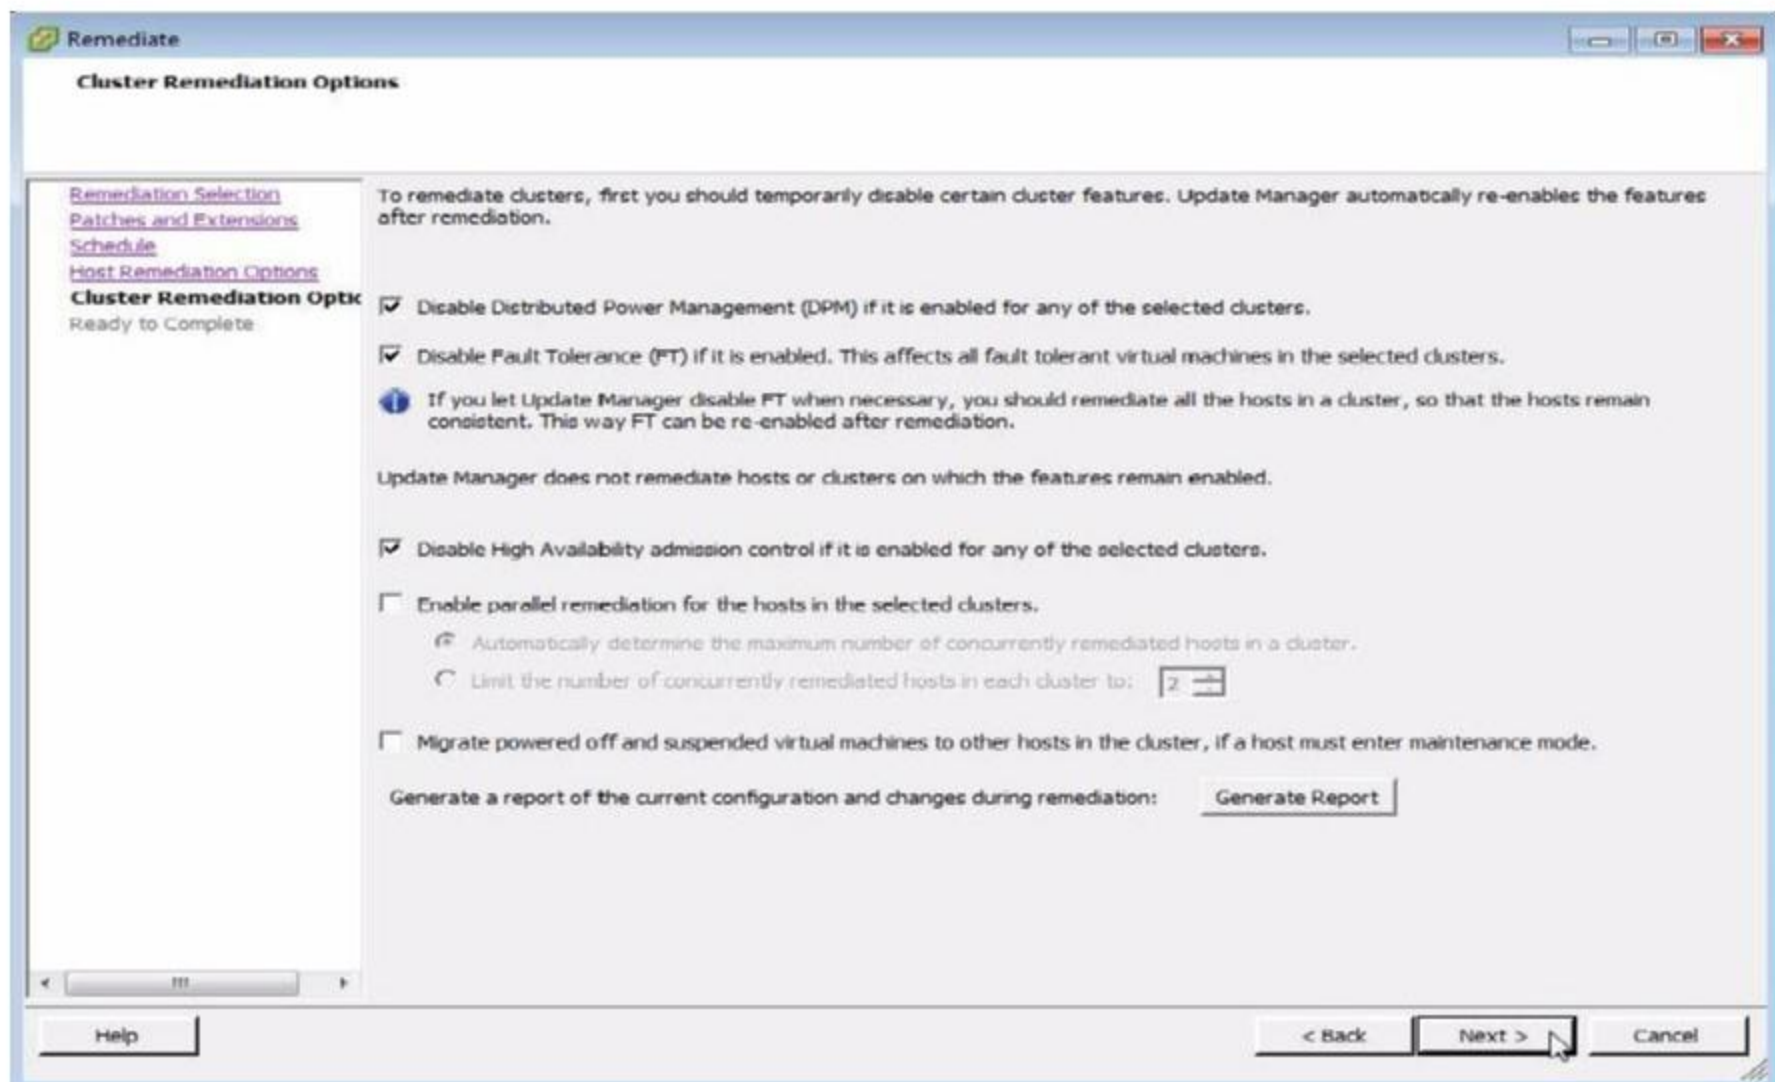 Remediate
Cluster Remediation Options
Remediation Selection
Patches and Extensions
Schedule
Host Remediation Options
Cluster Remediation Optic
Ready to Complete
To remediate clusters, first you should temporarily disable certain cluster features. Update Manager automatically re-enables the features
after remediation.
Disable Distributed Power Management (DPM) if it is enabled for any of the selected clusters.
Disable Fault Tolerance (FT) if it is enabled. This affects all fault tolerant virtual machines in the selected clusters.
If you let Update Manager disable FT when necessary, you should remediate all the hosts in a cluster, so that the hosts remain
consistent. This way FT can be re-enabled after remediation.
Update Manager does not remediate hosts or clusters on which the features remain enabled.
Disable High Availability admission control if it is enabled for any of the selected clusters.
Enable parallel remediation for the hosts in the selected clusters.
Automatically determine the maximum number of concurrently remediated hosts in a cluster.
Limit the number of concurrently remediated hosts in each cluster to: 2
Migrate powered off and suspended virtual machines to other hosts in the cluster, if a host must enter maintenance mode.
Generate a report of the current configuration and changes during remediation: Generate Report
Help < Back Next > Cancel